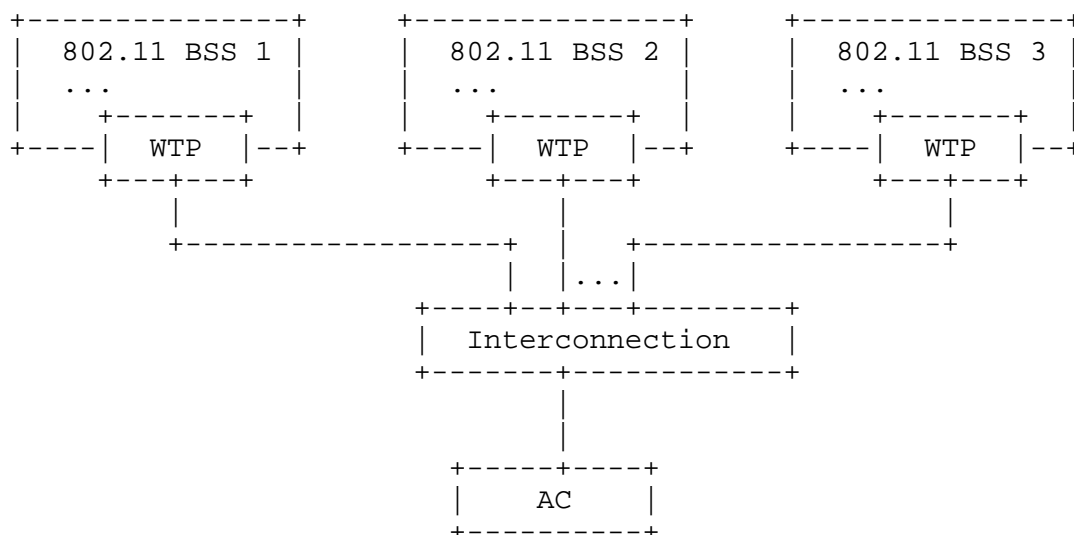 802.11 BSS 1 802.11 BSS 2 802.11 BSS 3
... ... ...
WTP WTP WTP
...
Interconnection
AC